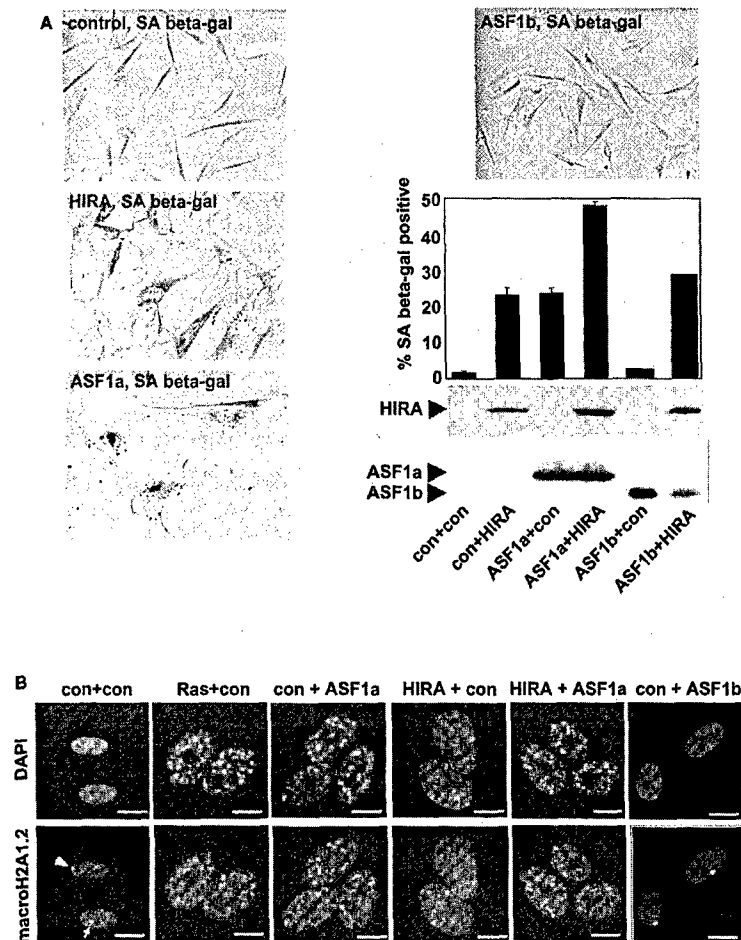 A
control, SA beta-gal
ASF1b, SA beta-gal
HIRA, SA beta-gal
ASF1a, SA beta-gal
% SA beta-gal positive
50
40
30
20
10
0
HIRA
ASF1a
ASF1b
con+con
con+HIRA
ASF1a+con
ASF1a+HIRA
ASF1b+con
ASF1b+HIRA
B
con+con
Ras+con
con + ASF1a
HIRA + con
HIRA + ASF1a
con + ASF1b
DAPI
macroH2A1.2